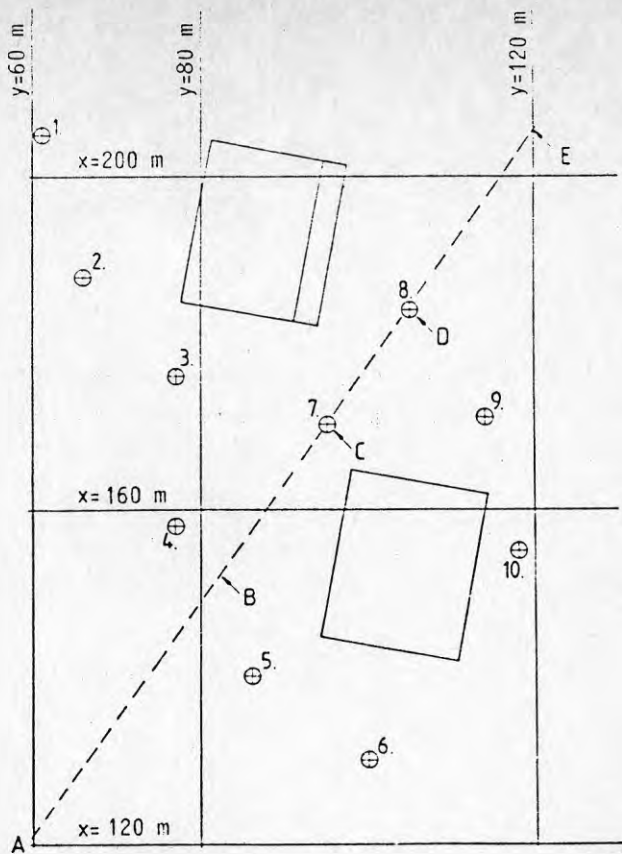 y=60 m
y=80 m
y=120 m
1
E
x=200 m
2.
8.
D
3.
9.
7.
C
x=160 m
4.
10.
B
5.
6.
x=120 m
A